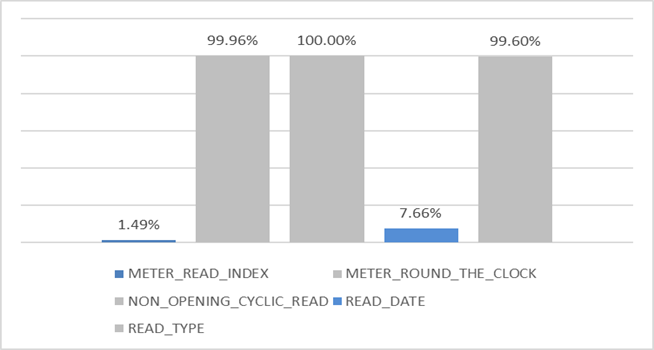 99.96% 100.00% 99.60%
7.66%
1.49%
METER_READ_INDEX METER_ROUND_THE_CLOCK
NON_OPENING_CYCLIC_READ READ_DATE
READ_TYPE